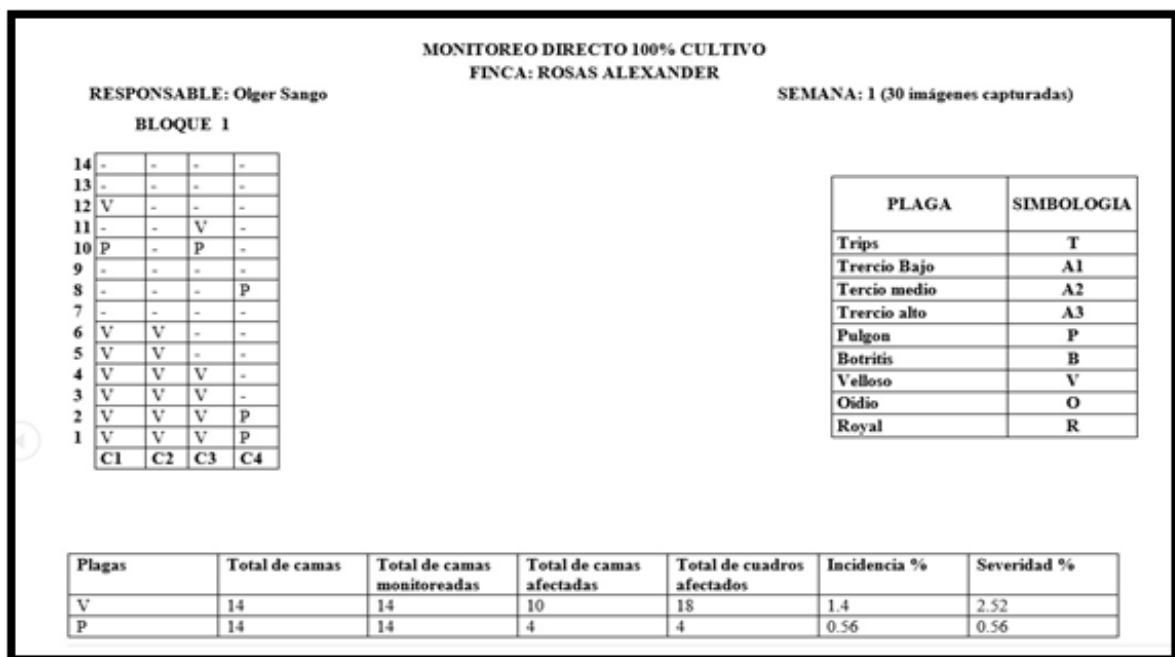 MONITOREO DIRECTO 100% CULTIVO
FINCA: ROSAS ALEXANDER
RESPONSABLE: Olger Sango
SEMANA: 1 (30 imágenes capturadas)
BLOQUE 1
14 - - - -
13 - - - -
12 V - - -
11 - - V -
10 P - P -
9 - - - -
8 - - - P
7 - - - -
6 V V - -
5 V V - -
4 V V V -
3 V V V -
2 V V V P
1 V V V P
C1 C2 C3 C4
PLAGA SIMBOLOGIA
Trips T
Trercio Bajo A1
Tercio medio A2
Trercio alto A3
Pulgon P
Botritis B
Velloso V
Oidio O
Royal R
Plagas Total de camas Total de camas monitoreadas Total de camas afectadas Total de cuadros afectados Incidencia % Severidad %
V 14 14 10 18 1.4 2.52
P 14 14 4 4 0.56 0.56